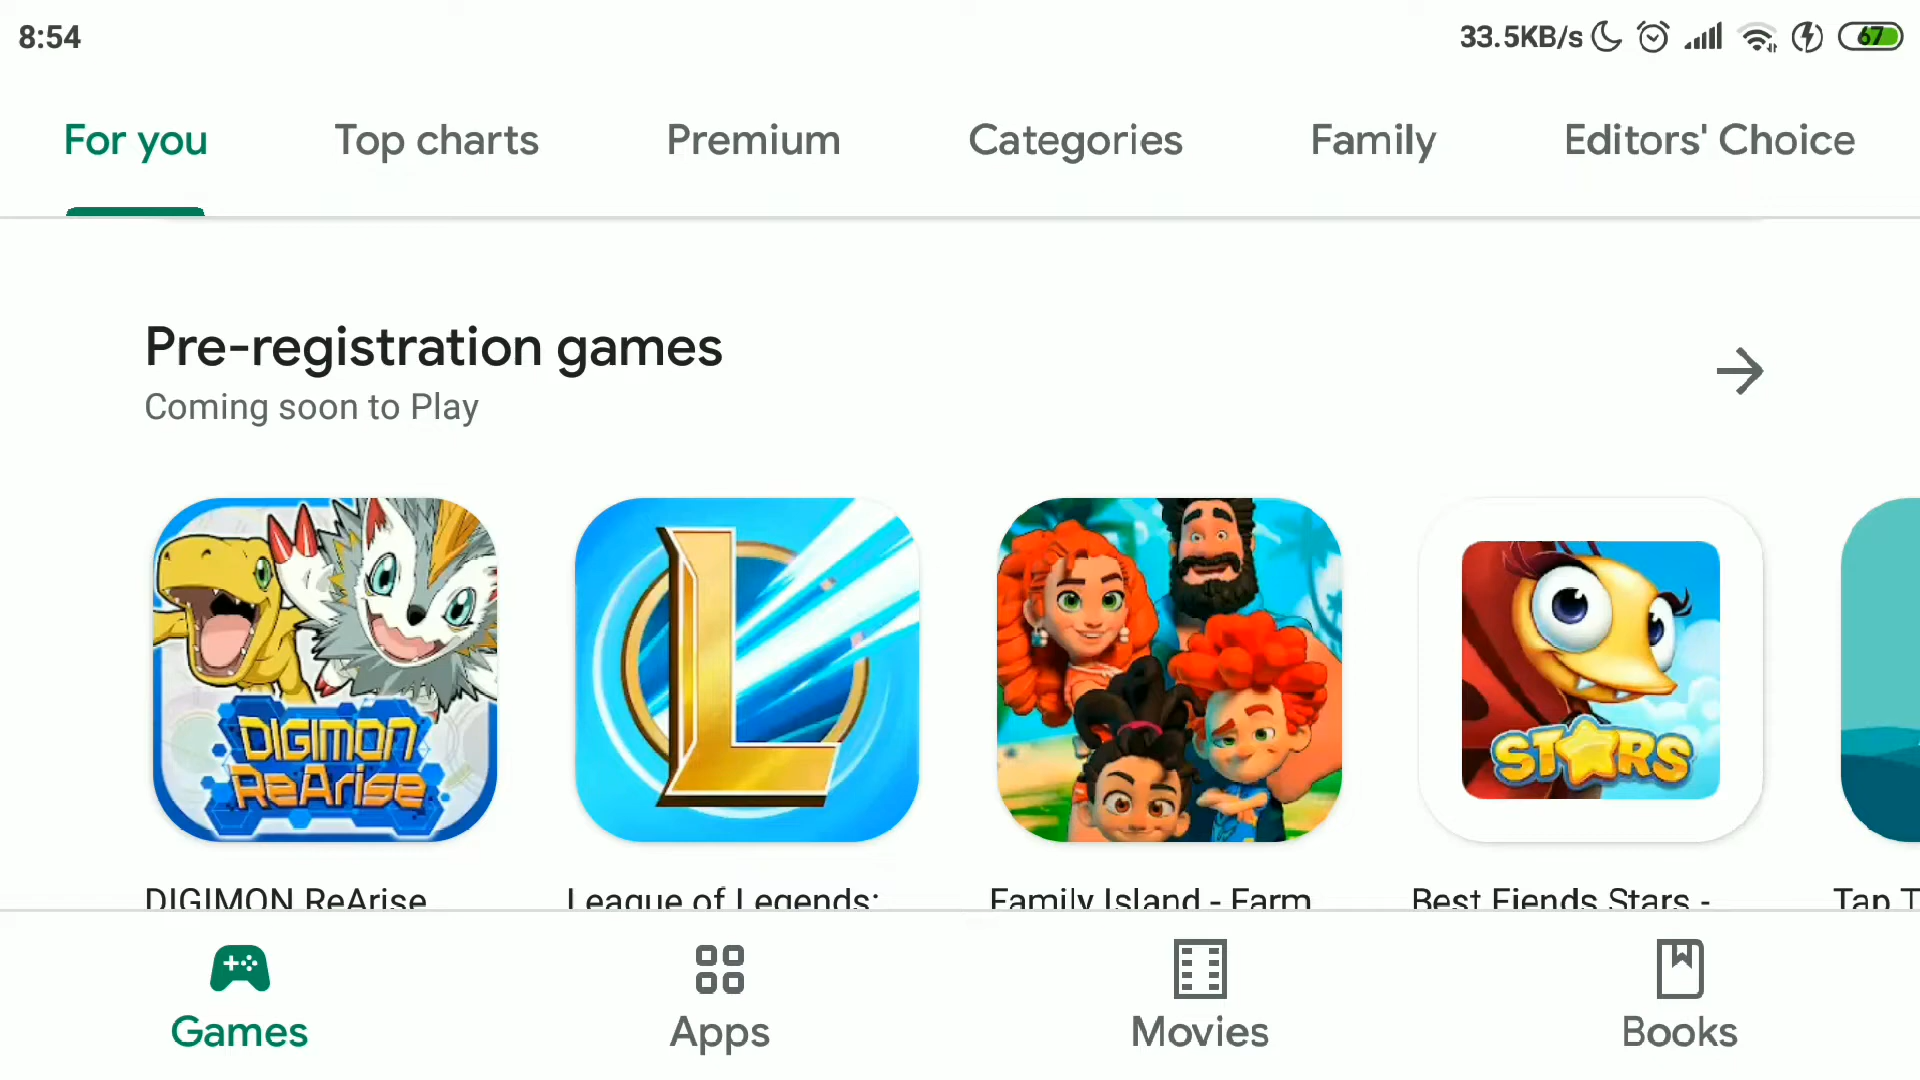 8:54 33.5KB/s 67
For you Top charts Premium Categories Family Editors' Choice
Pre-registration games
Coming soon to Play
DIGIMON
ReArise
STARS
DIGIMON ReArise League of Legends: Family Island - Farm Best Fiends Stars - Tap T
Games Apps Movies Books